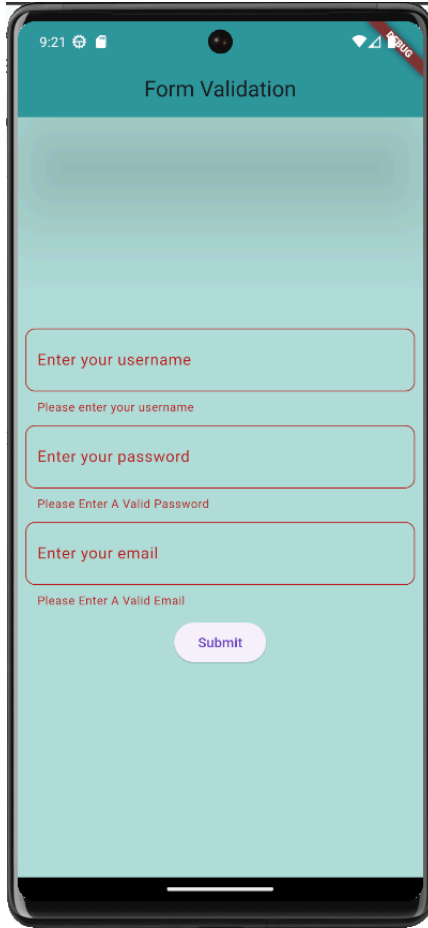 9:21
DEBUG
Form Validation
Enter your username
Please enter your username
Enter your password
Please Enter A Valid Password
Enter your email
Please Enter A Valid Email
Submit